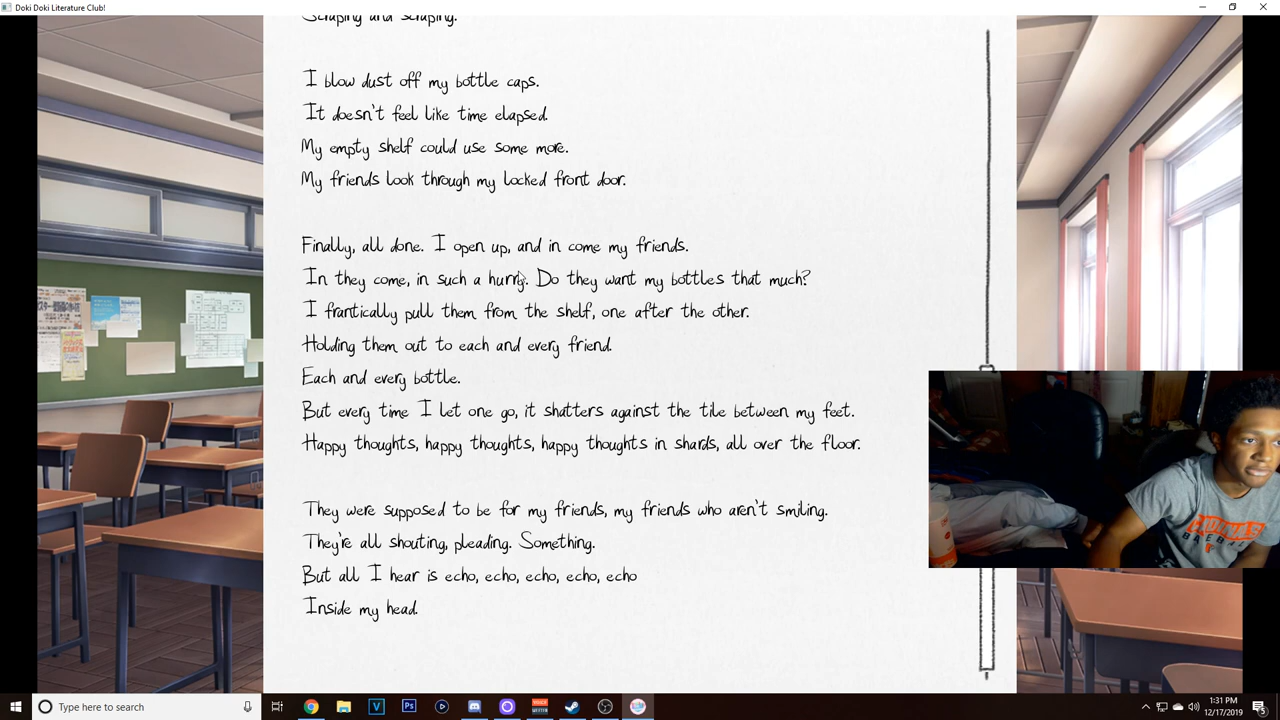 Doki Doki Literature Club!
Scraping and scraping.
I blow dust off my bottle caps.
It doesn't feel like time elapsed.
My empty shelf could use some more.
My friends look through my locked front door.
Finally, all done. I open up, and in come my friends.
In they come, in such a hurry. Do they want my bottles that much?
I frantically pull them from the shelf, one after the other.
Holding them out to each and every friend.
Each and every bottle.
But every time I let one go, it shatters against the tile between my feet.
Happy thoughts, happy thoughts, happy thoughts in shards, all over the floor.
They were supposed to be for my friends, my friends who aren't smiling.
They're all shouting, pleading. Something.
But all I hear is echo, echo, echo, echo, echo
Inside my head.
CARDINALS
Type here to search
1:31 PM
12/17/2019